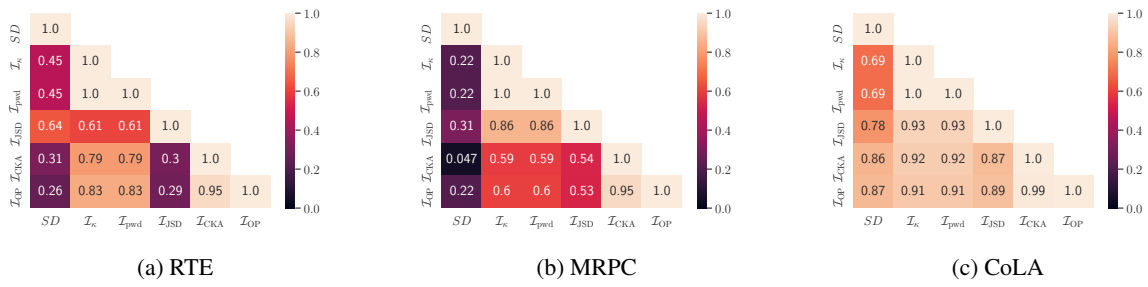 SD 1.0
I_κ 0.45 1.0
I_pwd 0.45 1.0 1.0
I_JSD 0.64 0.61 0.61 1.0
I_CKA 0.31 0.79 0.79 0.3 1.0
I_OP 0.26 0.83 0.83 0.29 0.95 1.0
SD I_κ I_pwd I_JSD I_CKA I_OP
1.0
0.8
0.6
0.4
0.2
0.0
(a) RTE
SD 1.0
I_κ 0.22 1.0
I_pwd 0.22 1.0 1.0
I_JSD 0.31 0.86 0.86 1.0
I_CKA 0.047 0.59 0.59 0.54 1.0
I_OP 0.22 0.6 0.6 0.53 0.95 1.0
SD I_κ I_pwd I_JSD I_CKA I_OP
1.0
0.8
0.6
0.4
0.2
0.0
(b) MRPC
SD 1.0
I_κ 0.69 1.0
I_pwd 0.69 1.0 1.0
I_JSD 0.78 0.93 0.93 1.0
I_CKA 0.86 0.92 0.92 0.87 1.0
I_OP 0.87 0.91 0.91 0.89 0.99 1.0
SD I_κ I_pwd I_JSD I_CKA I_OP
1.0
0.8
0.6
0.4
0.2
0.0
(c) CoLA